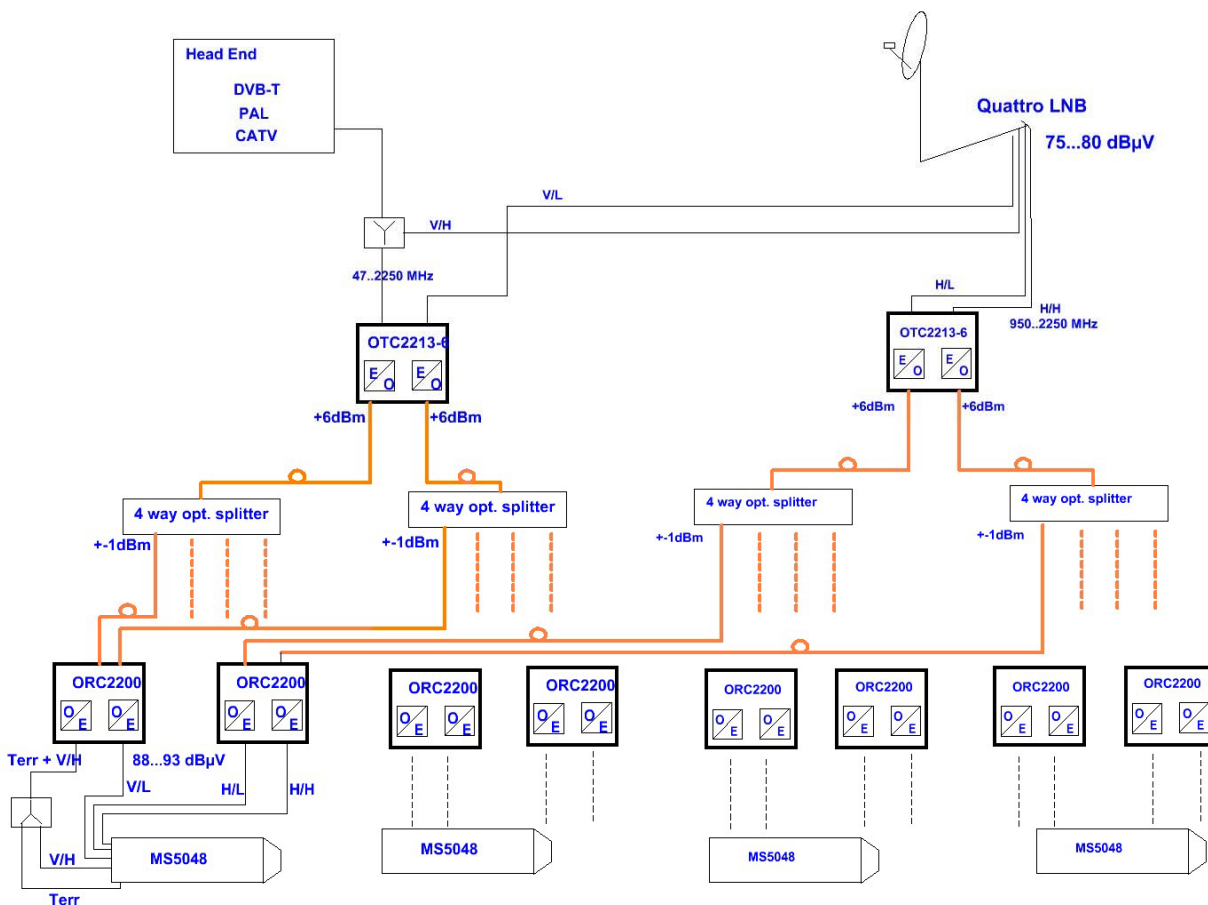 Head End
DVB-T
PAL
CATV
Quattro LNB
75...80 dBµV
V/L
V/H
47..2250 MHz
H/L
H/H
950..2250 MHz
OTC2213-6
E
O
E
O
OTC2213-6
E
O
E
O
+6dBm
+6dBm
+6dBm
+6dBm
4 way opt. splitter
4 way opt. splitter
4 way opt. splitter
4 way opt. splitter
+-1dBm
+-1dBm
+-1dBm
+-1dBm
ORC2200
O
E
O
E
ORC2200
O
E
O
E
ORC2200
O
E
O
E
ORC2200
O
E
O
E
ORC2200
O
E
O
E
ORC2200
O
E
O
E
ORC2200
O
E
O
E
ORC2200
O
E
O
E
Terr + V/H
88...93 dBµV
V/L
H/L
H/H
V/H
Terr
MS5048
MS5048
MS5048
MS5048